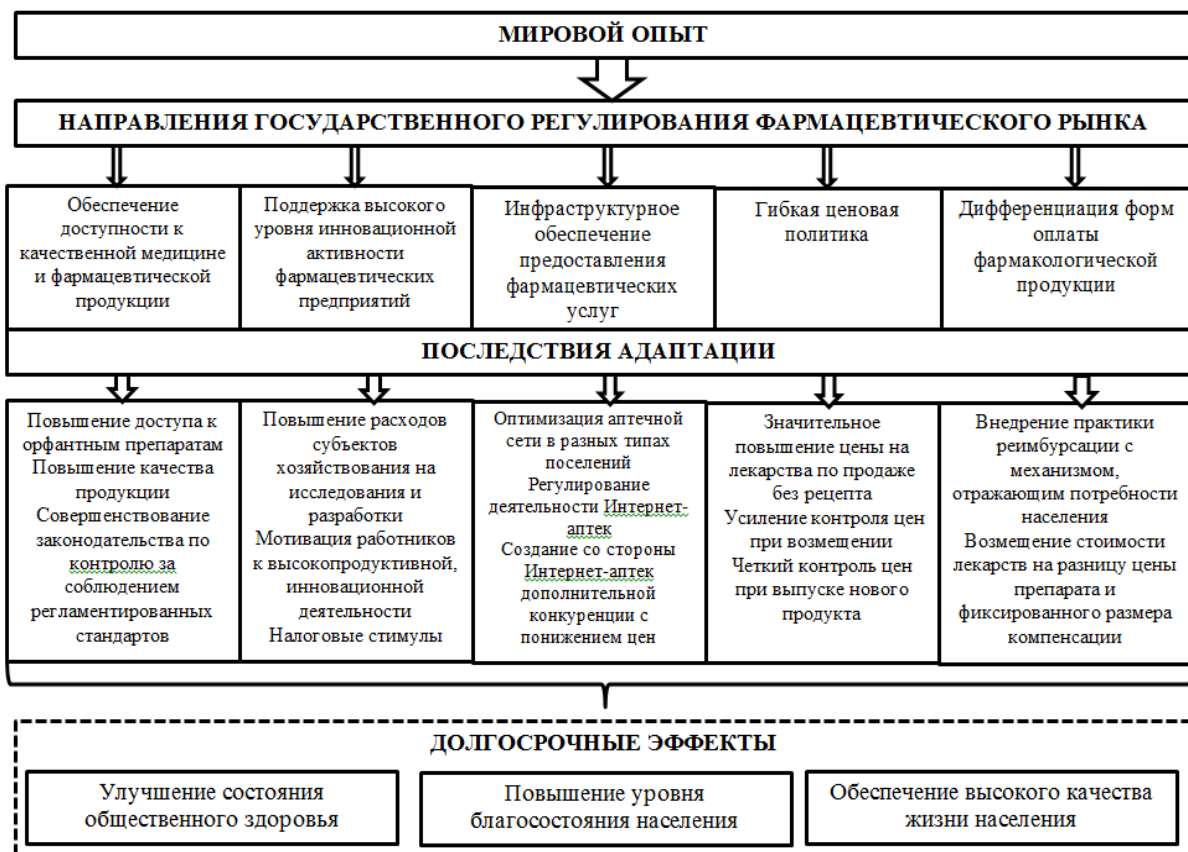 МИРОВОЙ ОПЫТ
НАПРАВЛЕНИЯ ГОСУДАРСТВЕННОГО РЕГУЛИРОВАНИЯ ФАРМАЦЕВТИЧЕСКОГО РЫНКА
Обеспечение
доступности к
качественной медицине
и фармацевтической
продукции
Поддержка высокого
уровня инновационной
активности
фармацевтических
предприятий
Инфраструктурное
обеспечение
предоставления
фармацевтических
услуг
Гибкая ценовая
политика
Дифференциация форм
оплаты
фармакологической
продукции
ПОСЛЕДСТВИЯ АДАПТАЦИИ
Повышение доступа к
орфантным препаратам
Повышение качества
продукции
Совершенствование
законодательства по
контролю за
соблюдением
регламентированных
стандартов
Повышение расходов
субъектов
хозяйствования на
исследования и
разработки
Мотивация работников
к высокопродуктивной,
инновационной
деятельности
Налоговые стимулы
Оптимизация аптечной
сети в разных типах
поселений
Регулирование
деятельности Интернет-
аптек
Создание со стороны
Интернет-аптек
дополнительной
конкуренции с
понижением цен
Значительное
повышение цены на
лекарства по продаже
без рецепта
Усиление контроля цен
при возмещении
Четкий контроль цен
при выпуске нового
продукта
Внедрение практики
реимбурсации с
механизмом,
отражающим потребности
населения
Возмещение стоимости
лекарств на разницу цены
препарата и
фиксированного размера
компенсации
ДОЛГОСРОЧНЫЕ ЭФФЕКТЫ
Улучшение состояния
общественного здоровья
Повышение уровня
благосостояния населения
Обеспечение высокого качества
жизни населения